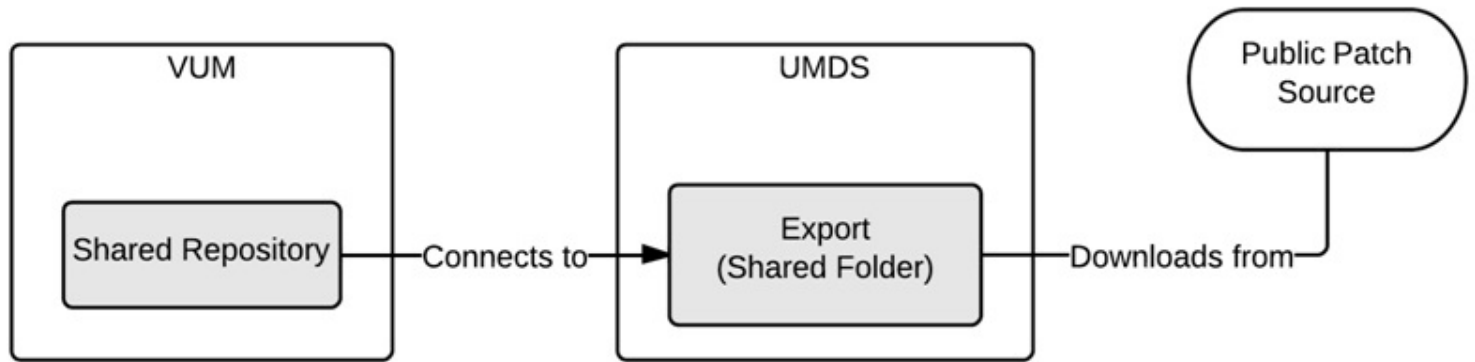 VUM
Shared Repository
Connects to
UMDS
Export
(Shared Folder)
Downloads from
Public Patch
Source